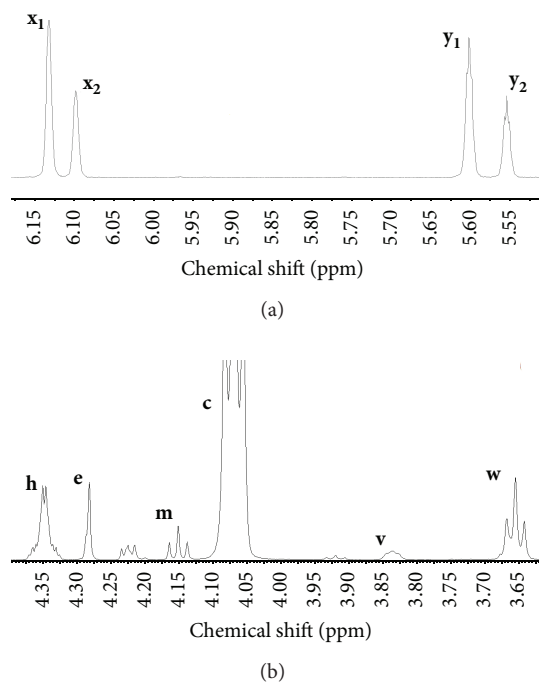 x1
x2
y1
y2
6.15
6.10
6.05
6.00
5.95
5.90
5.85
5.80
5.75
5.70
5.65
5.60
5.55
Chemical shift (ppm)
(a)
c
h
e
m
v
w
4.35
4.30
4.25
4.20
4.15
4.10
4.05
4.00
3.95
3.90
3.85
3.80
3.75
3.70
3.65
Chemical shift (ppm)
(b)